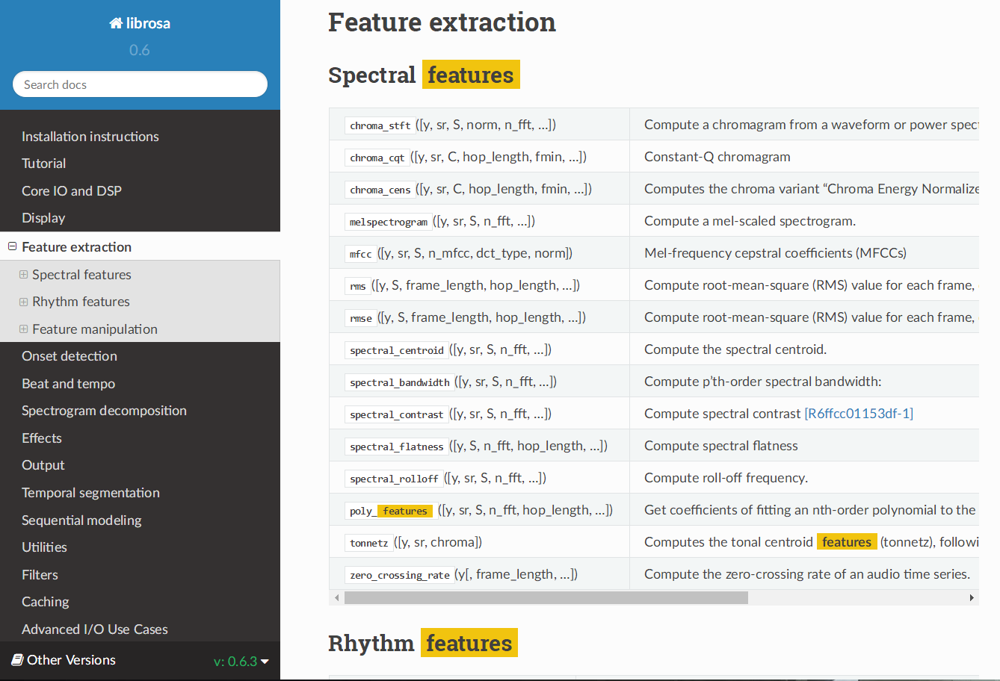 librosa
0.6
Search docs
Installation instructions
Tutorial
Core IO and DSP
Display
Feature extraction
Spectral features
Rhythm features
Feature manipulation
Onset detection
Beat and tempo
Spectrogram decomposition
Effects
Output
Temporal segmentation
Sequential modeling
Utilities
Filters
Caching
Advanced I/O Use Cases
Other Versions v: 0.6.3
Feature extraction
Spectral features
chroma_stft ([y, sr, S, norm, n_fft, …]) Compute a chromagram from a waveform or power spec
chroma_cqt ([y, sr, C, hop_length, fmin, …]) Constant-Q chromagram
chroma_cens ([y, sr, C, hop_length, fmin, …]) Computes the chroma variant “Chroma Energy Normalize
melspectrogram ([y, sr, S, n_fft, …]) Compute a mel-scaled spectrogram.
mfcc ([y, sr, S, n_mfcc, dct_type, norm]) Mel-frequency cepstral coefficients (MFCCs)
rms ([y, S, frame_length, hop_length, …]) Compute root-mean-square (RMS) value for each frame,
rmse ([y, S, frame_length, hop_length, …]) Compute root-mean-square (RMS) value for each frame,
spectral_centroid ([y, sr, S, n_fft, …]) Compute the spectral centroid.
spectral_bandwidth ([y, sr, S, n_fft, …]) Compute p’th-order spectral bandwidth:
spectral_contrast ([y, sr, S, n_fft, …]) Compute spectral contrast [R6ffcc01153df-1]
spectral_flatness ([y, S, n_fft, hop_length, …]) Compute spectral flatness
spectral_rolloff ([y, sr, S, n_fft, …]) Compute roll-off frequency.
poly_features ([y, sr, S, n_fft, hop_length, …]) Get coefficients of fitting an nth-order polynomial to the
tonnetz ([y, sr, chroma]) Computes the tonal centroid features (tonnetz), followi
zero_crossing_rate (y[, frame_length, …]) Compute the zero-crossing rate of an audio time series.
Rhythm features